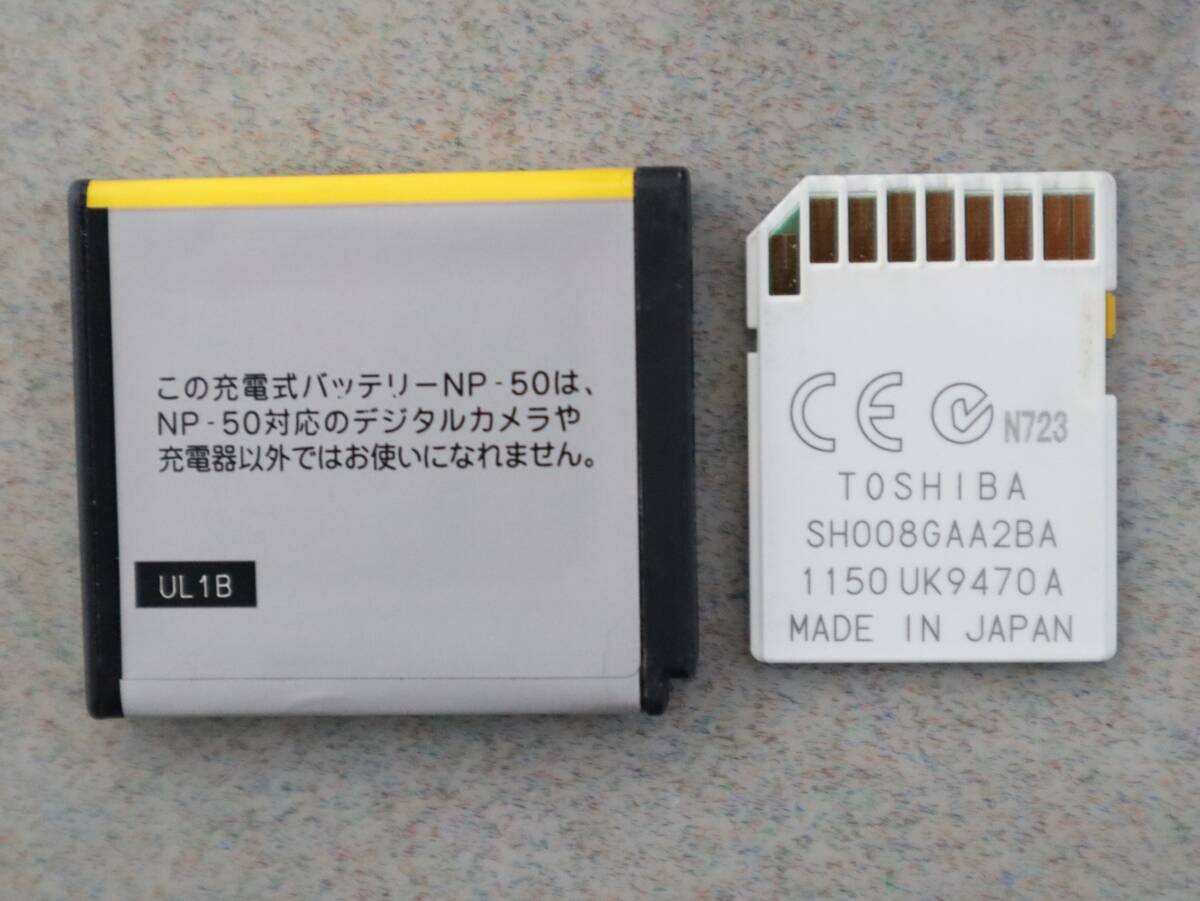 この充電式バッテリーNP-50は、
NP-50対応のデジタルカメラや
充電器以外ではお使いになれません。
UL1B
CE N723
TOSHIBA
SH008GAA2BA
1150UK9470A
MADE IN JAPAN